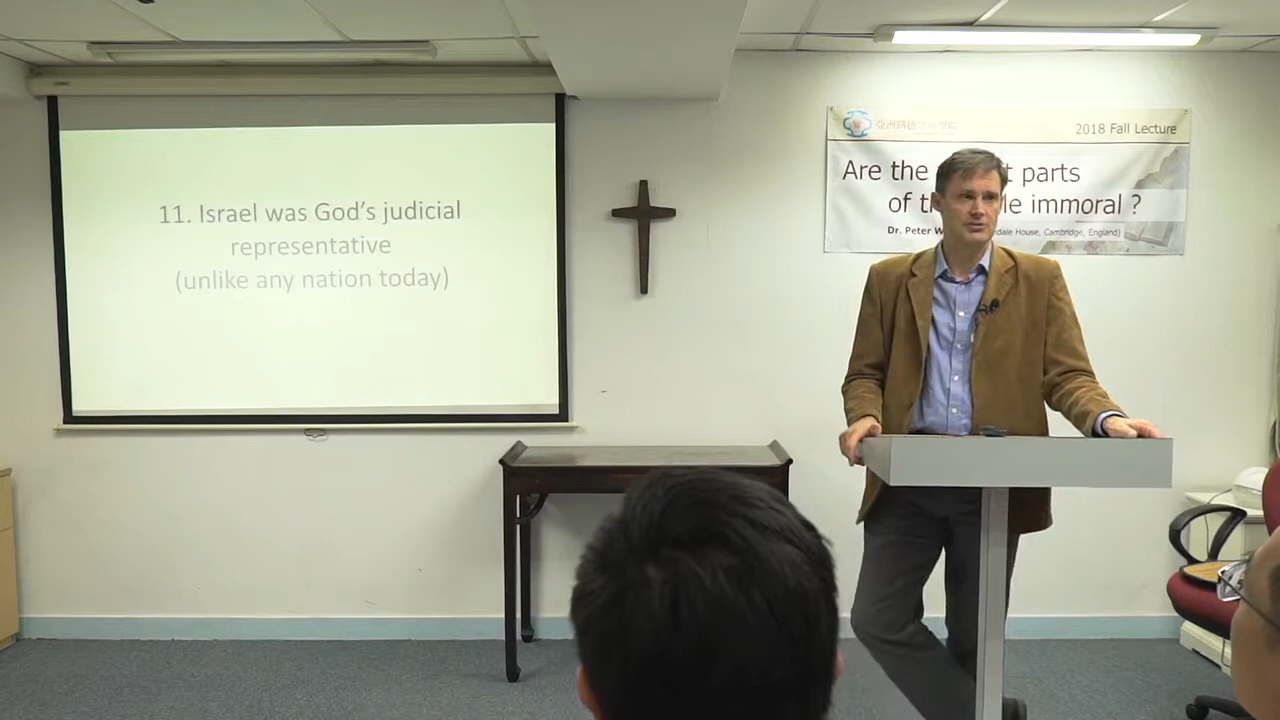 11. Israel was God's judicial
representative
(unlike any nation today)
2018 Fall Lecture
Are the t parts
of th le immoral ?
Dr. Peter W dale House, Cambridge, England)